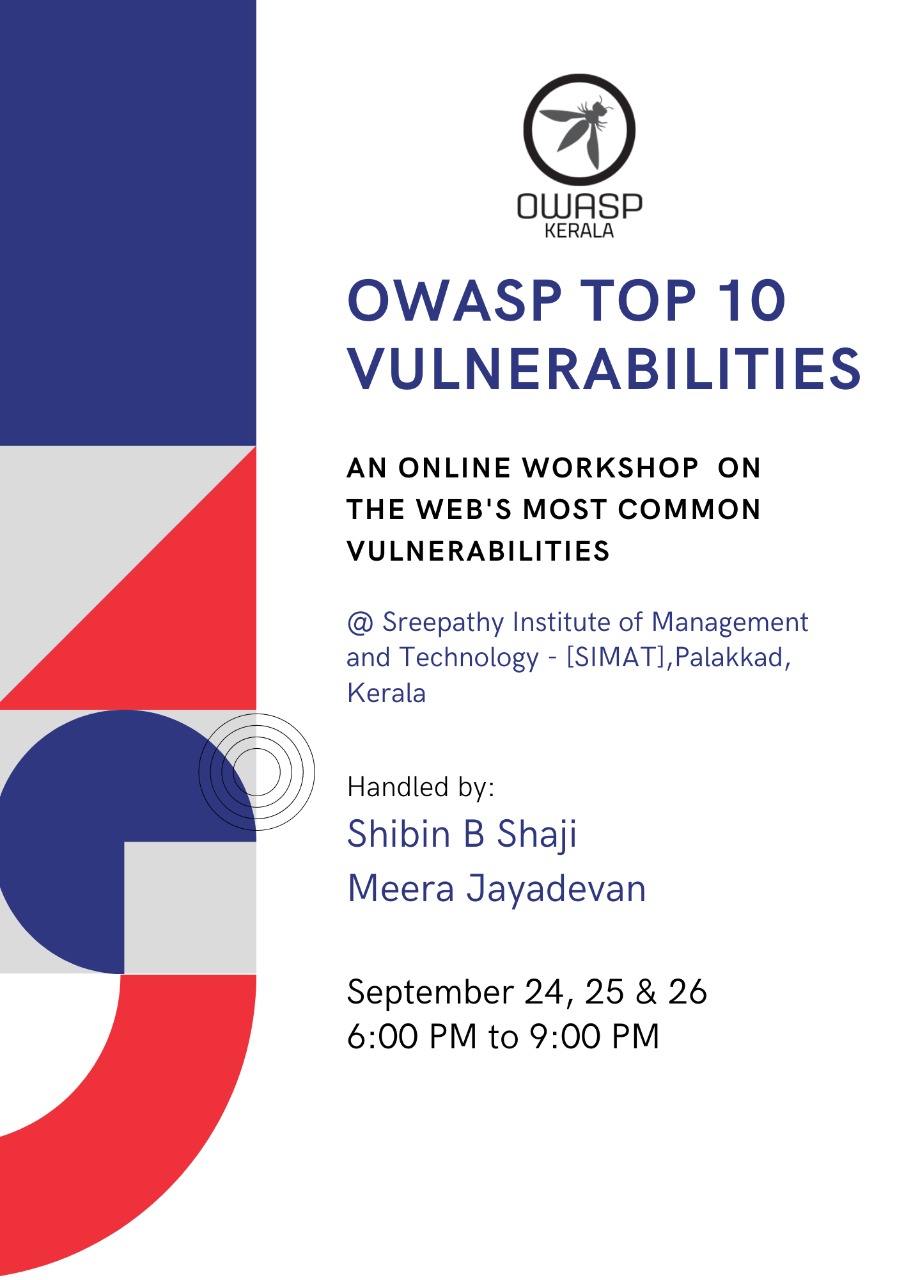 OWASP
KERALA
OWASP TOP 10
VULNERABILITIES
AN ONLINE WORKSHOP ON
THE WEB'S MOST COMMON
VULNERABILITIES
@ Sreepathy Institute of Management
and Technology - [SIMAT],Palakkad,
Kerala
Handled by:
Shibin B Shaji
Meera Jayadevan
September 24, 25 & 26
6:00 PM to 9:00 PM